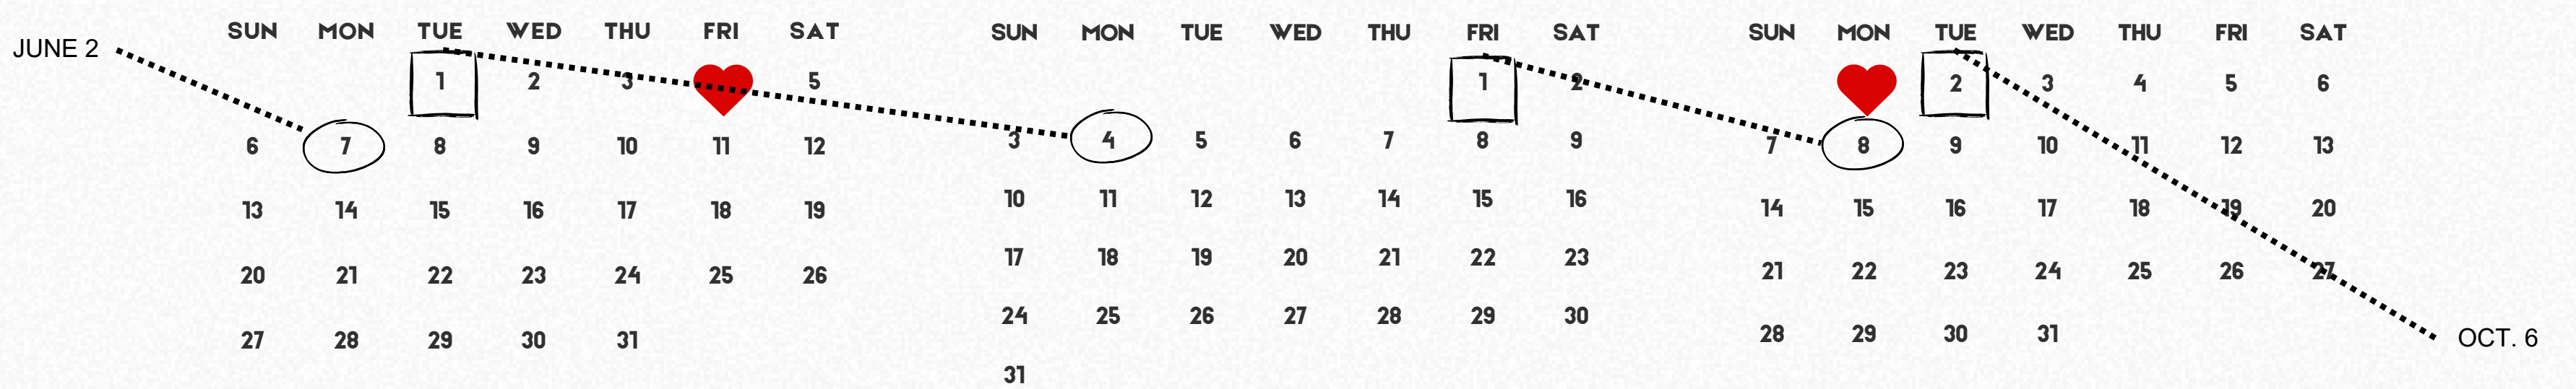 JUNE 2
SUN MON TUE WED THU FRI SAT
1 2 3 5
6 7 8 9 10 11 12
13 14 15 16 17 18 19
20 21 22 23 24 25 26
27 28 29 30 31
SUN MON TUE WED THU FRI SAT
1 2
3 4 5 6 7 8 9
10 11 12 13 14 15 16
17 18 19 20 21 22 23
24 25 26 27 28 29 30
31
SUN MON TUE WED THU FRI SAT
2 3 4 5 6
7 8 9 10 11 12 13
14 15 16 17 18 19 20
21 22 23 24 25 26 27
28 29 30 31
OCT. 6